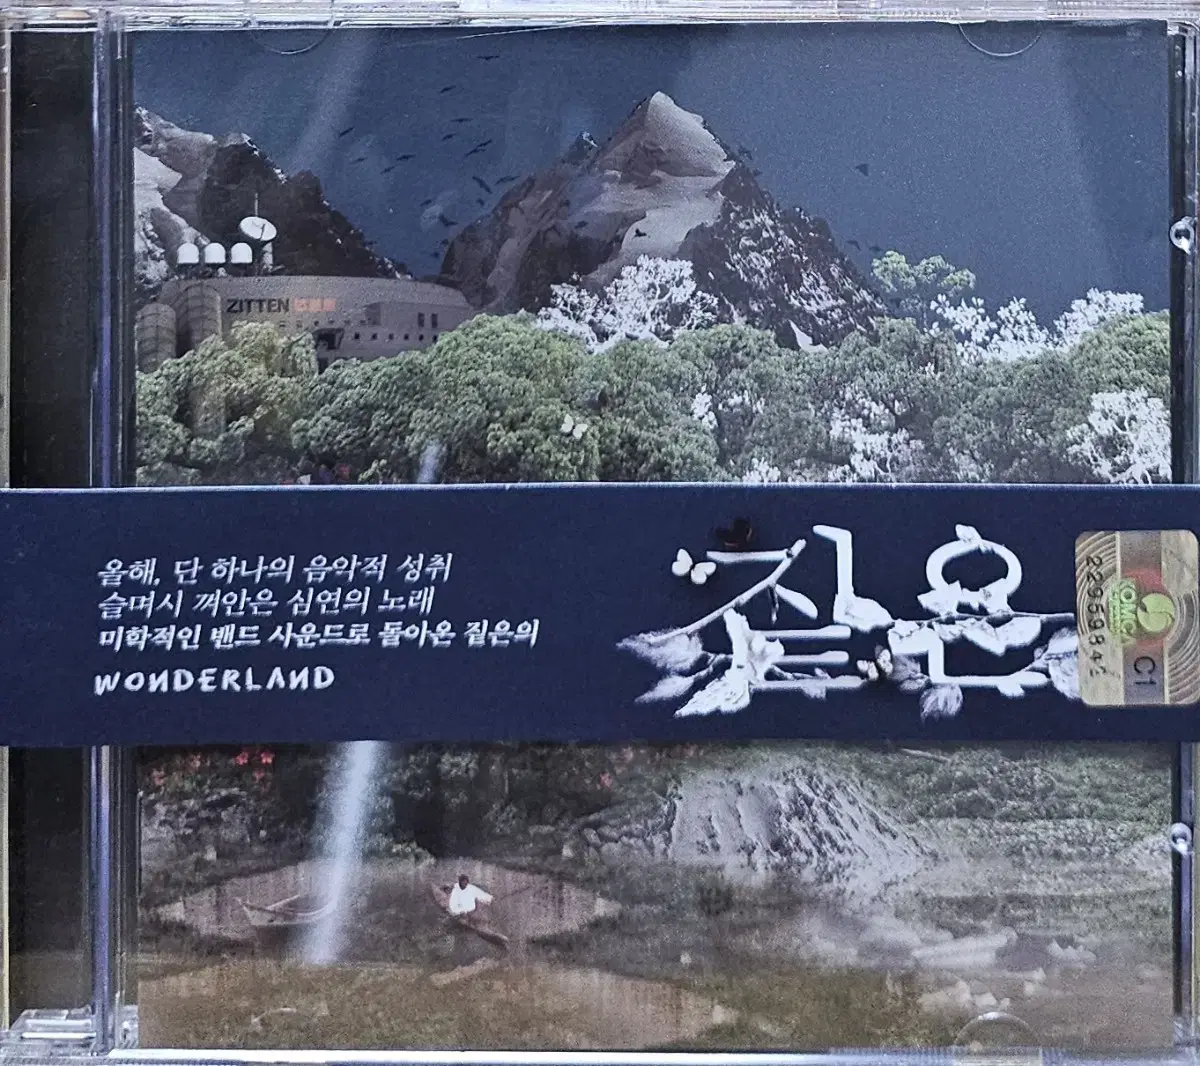 ZITTEN
올해, 단 하나의 음악적 성취
슬며시 껴안은 심연의 노래
미학적인 밴드 사운드로 돌아온 짙은의
WONDERLAND
짙은
KOMCA
C1